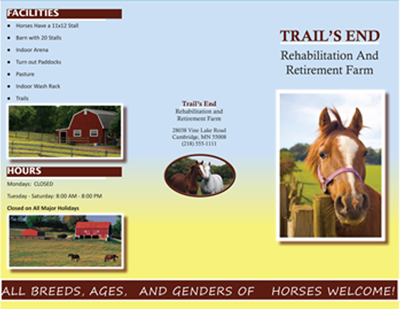 FACILITIES
Horses Have a 11x12 Stall
Barn with 20 Stalls
Indoor Arena
Turn out Paddocks
Pasture
Indoor Wash Rack
Trails
HOURS
Mondays: CLOSED
Tuesday - Saturday: 8:00 AM - 8:00 PM
Closed on All Major Holidays
Trail's End
Rehabilitation and
Retirement Farm
28038 Vine Lake Road
Cambridge, MN 55008
(218) 555-1111
TRAIL'S END
Rehabilitation And
Retirement Farm
ALL BREEDS, AGES, AND GENDERS OF HORSES WELCOME!